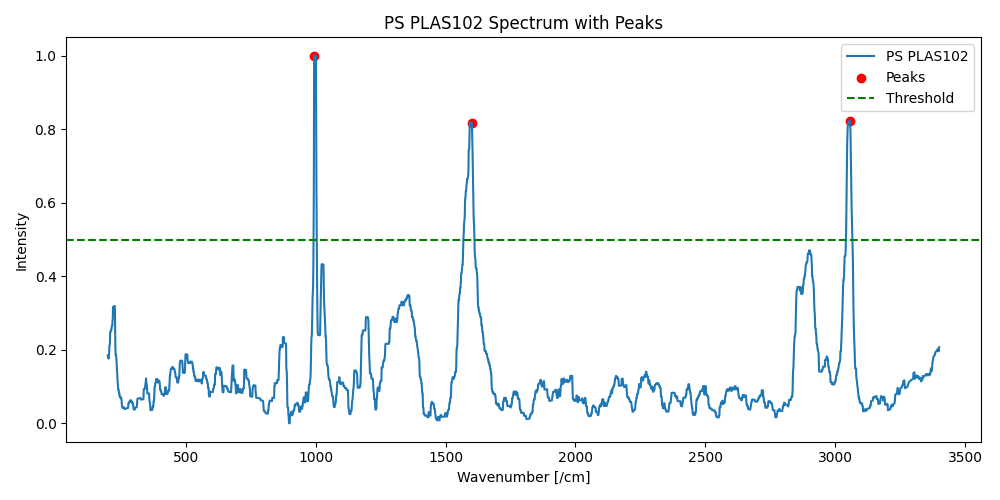 PS PLAS102 Spectrum with Peaks
Intensity
1.0
0.8
0.6
0.4
0.2
0.0
PS PLAS102
Peaks
Threshold
500 1000 1500 2000 2500 3000 3500
Wavenumber [/cm]